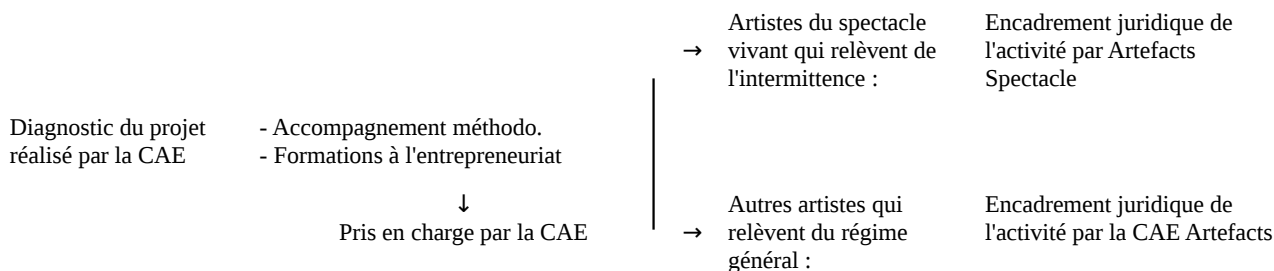 Diagnostic du projet
réalisé par la CAE
- Accompagnement méthodo.
- Formations à l'entrepreneuriat
↓
Pris en charge par la CAE
→
Artistes du spectacle
vivant qui relèvent de
l'intermittence :
Encadrement juridique de
l'activité par Artefacts
Spectacle
→
Autres artistes qui
relèvent du régime
général :
Encadrement juridique de
l'activité par la CAE Artefacts